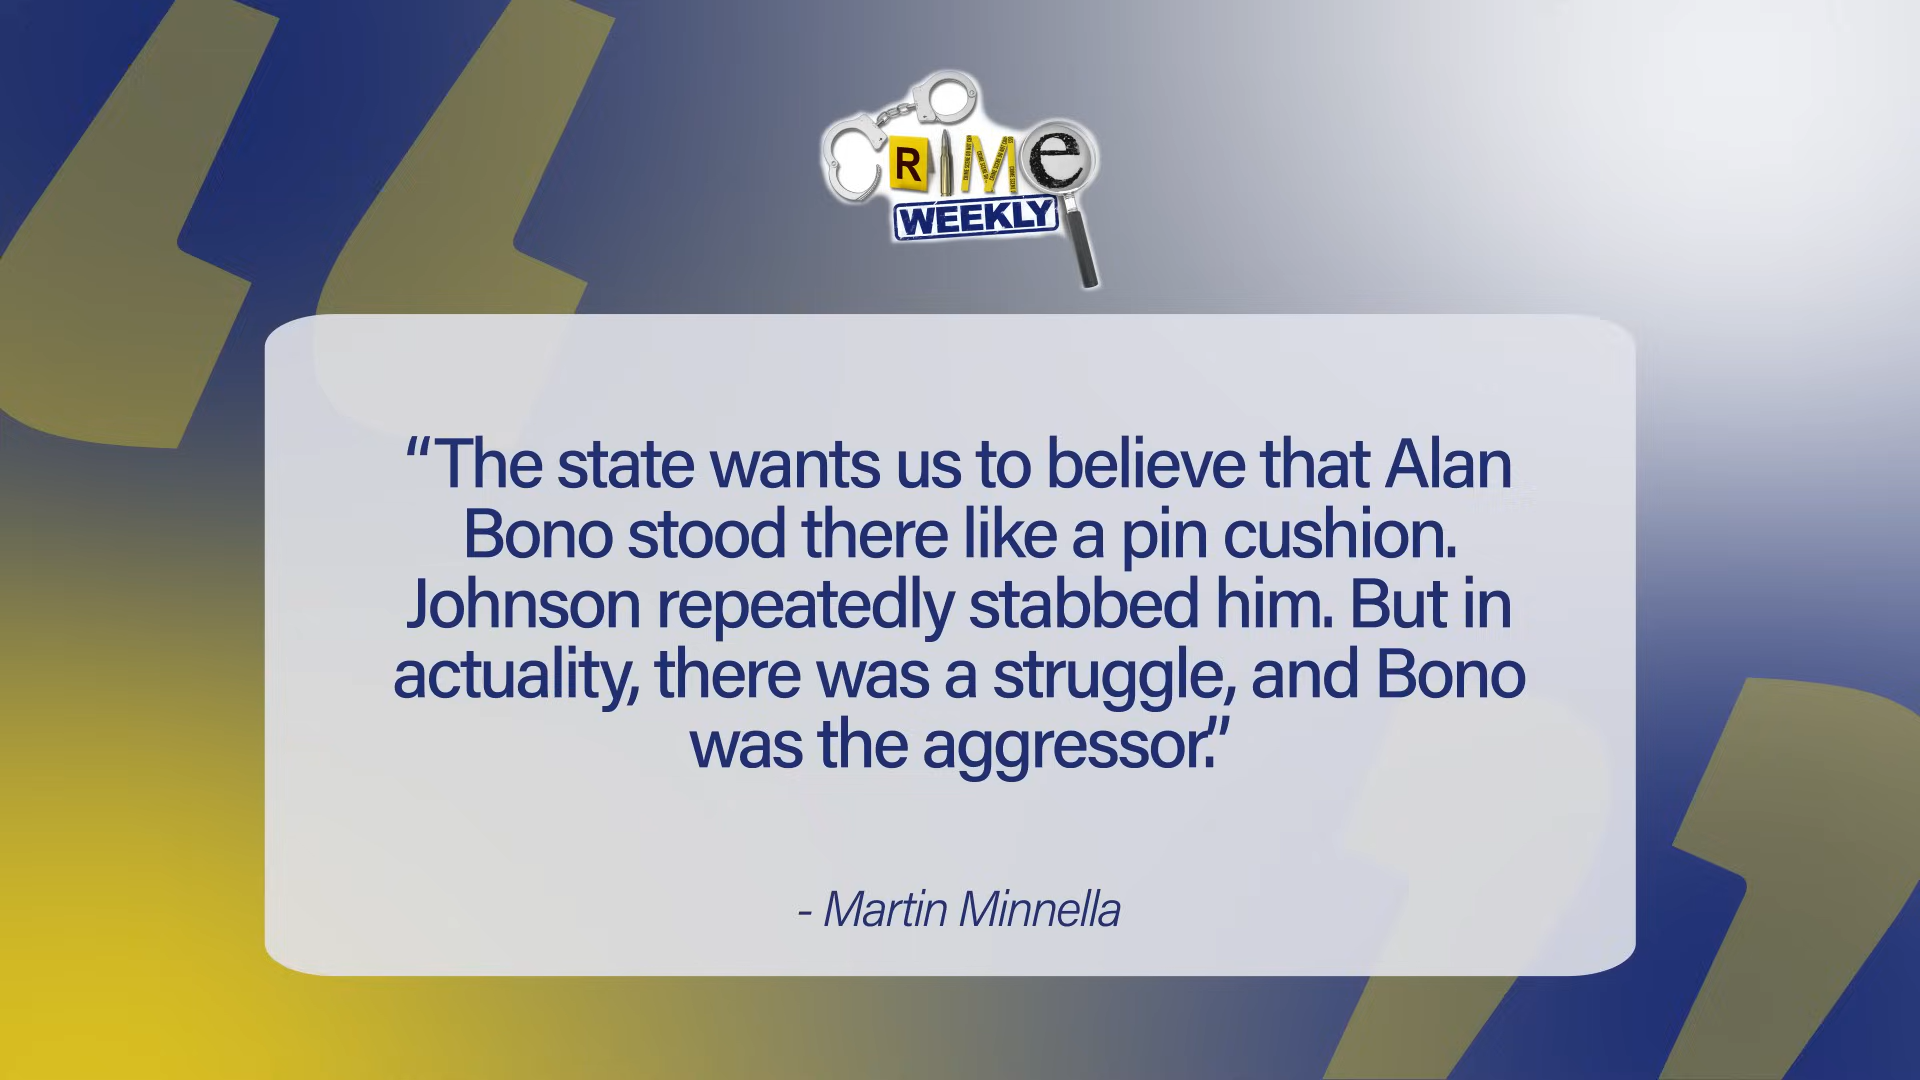 CRIMe
WEEKLY
“The state wants us to believe that Alan
Bono stood there like a pin cushion.
Johnson repeatedly stabbed him. But in
actuality, there was a struggle, and Bono
was the aggressor.”
- Martin Minnella